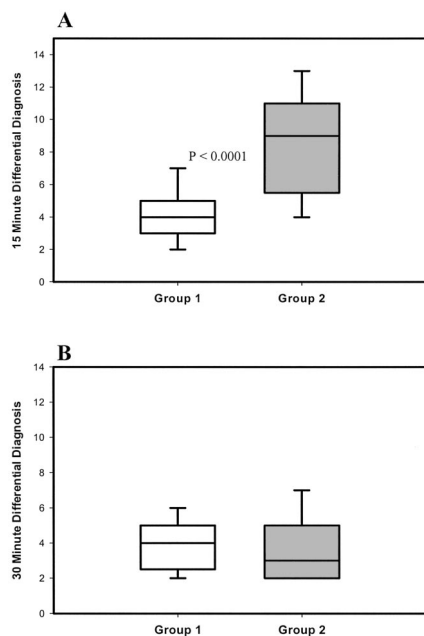 A
15 Minute Differential Diagnosis
14
12
10
8
6
4
2
0
P < 0.0001
Group 1 Group 2
B
30 Minute Differential Diagnosis
14
12
10
8
6
4
2
0
Group 1 Group 2